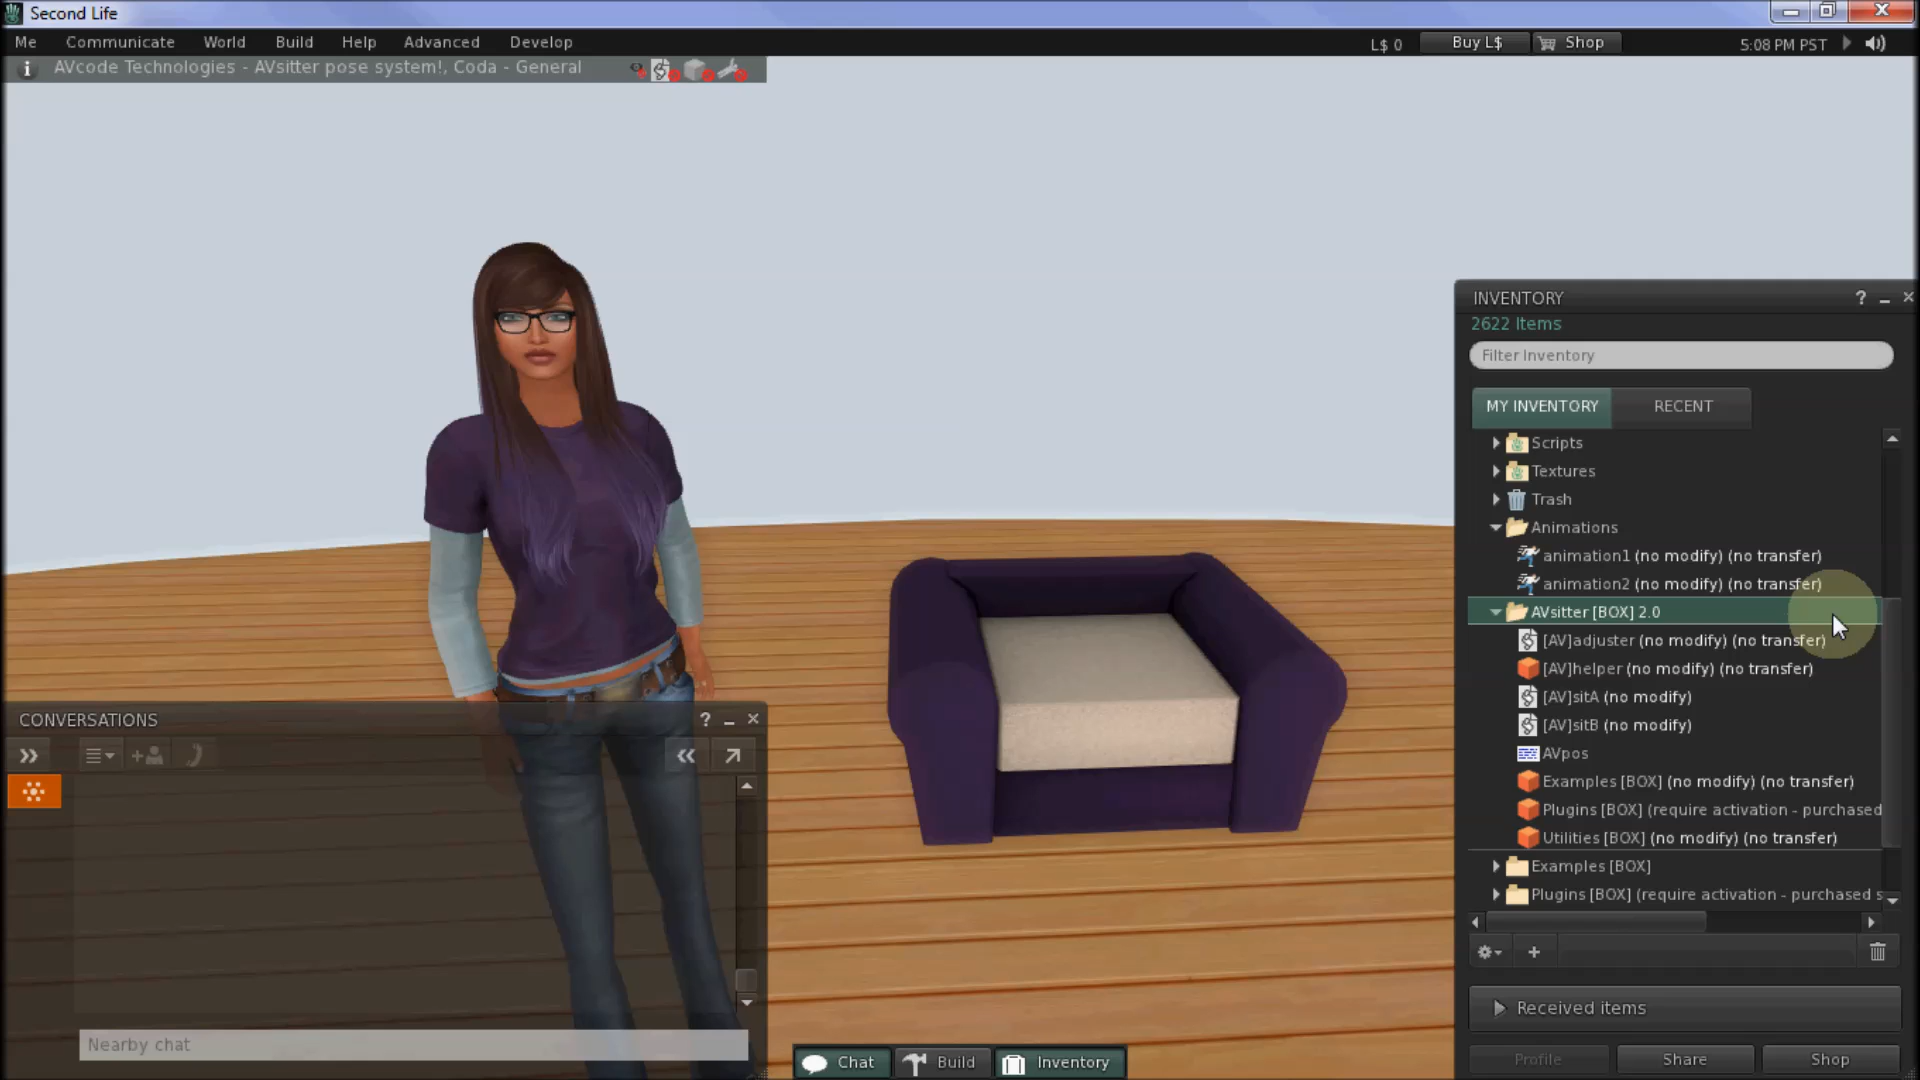 Second Life
Me Communicate World Build Help Advanced Develop
L$ 0 Buy L$ Shop 5:08 PM PST
AVcode Technologies - AVsitter pose system!, Coda - General
INVENTORY
2622 Items
Filter Inventory
MY INVENTORY RECENT
Scripts
Textures
Trash
Animations
animation1 (no modify) (no transfer)
animation2 (no modify) (no transfer)
AVsitter [BOX] 2.0
[AV]adjuster (no modify) (no transfer)
[AV]helper (no modify) (no transfer)
[AV]sitA (no modify)
[AV]sitB (no modify)
AVpos
Examples [BOX] (no modify) (no transfer)
Plugins [BOX] (require activation - purchased
Utilities [BOX] (no modify) (no transfer)
Examples [BOX]
Plugins [BOX] (require activation - purchased s
Received items
Profile Share Shop
CONVERSATIONS
Nearby chat
Chat Build Inventory